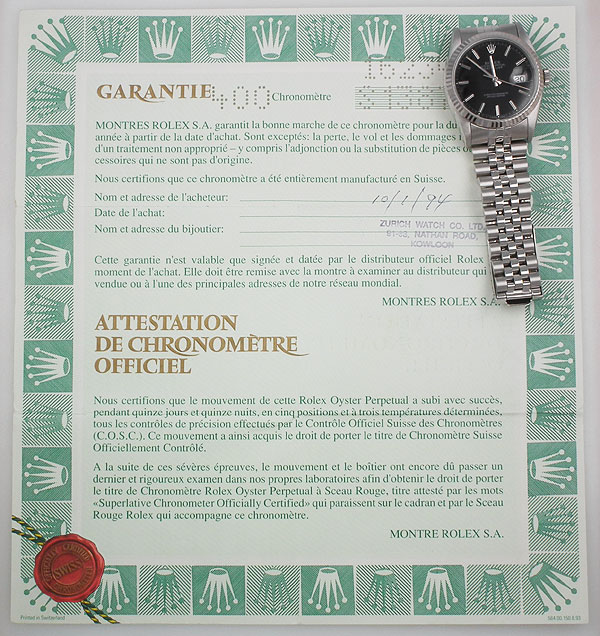 GARANTIE 400 Chronomètre
MONTRES ROLEX S.A. garantit la bonne marche de ce chronomètre pour la du
année à partir de la date d'achat. Sont exceptés: la perte, le vol et les dommages
d'un traitement non approprié – y compris l'adjonction ou la substitution de pièces o
cessoires qui ne sont pas d'origine.
Nous certifions que ce chronomètre a été entièrement manufacturé en Suisse.
Nom et adresse de l'acheteur:
Date de l'achat: 10/1/94
Nom et adresse du bijoutier:
ZURICH WATCH CO. LTD.
81-83, NATHAN ROAD,
KOWLOON
Cette garantie n'est valable que signée et datée par le distributeur officiel Rolex
moment de l'achat. Elle doit être remise avec la montre à examiner au distributeur qui
vendue ou à l'une des principales adresses de notre réseau mondial.
MONTRES ROLEX S.A.
ATTESTATION
DE CHRONOMÈTRE
OFFICIEL
Nous certifions que le mouvement de cette Rolex Oyster Perpetual a subi avec succès,
pendant quinze jours et quinze nuits, en cinq positions et à trois températures déterminées,
tous les contrôles de précision effectués par le Contrôle Officiel Suisse des Chronomètres
(C.O.S.C.). Ce mouvement a ainsi acquis le droit de porter le titre de Chronomètre Suisse
Officiellement Contrôlé.
A la suite de ces sévères épreuves, le mouvement et le boîtier ont encore dû passer un
dernier et rigoureux examen dans nos propres laboratoires afin d'obtenir le droit de porter
le titre de Chronomètre Rolex Oyster Perpetual à Sceau Rouge, titre attesté par les mots
«Superlative Chronometer Officially Certified» qui paraissent sur le cadran et par le Sceau
Rouge Rolex qui accompagne ce chronomètre.
MONTRE ROLEX S.A.
SWISS
Printed in Switzerland